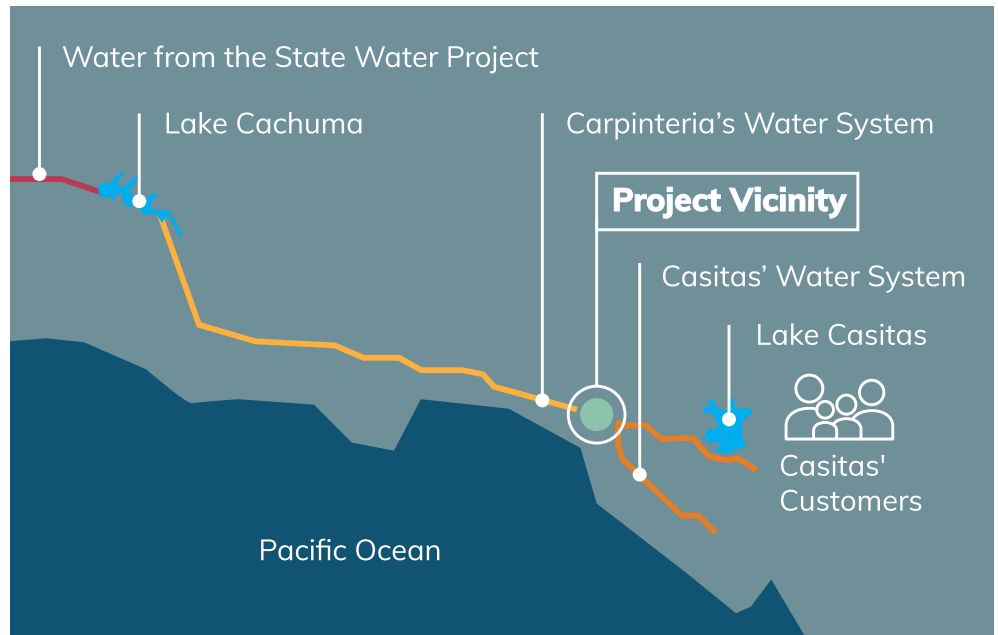 Water from the State Water Project
Lake Cachuma
Carpinteria’s Water System
Project Vicinity
Casitas’ Water System
Lake Casitas
Casitas'
Customers
Pacific Ocean